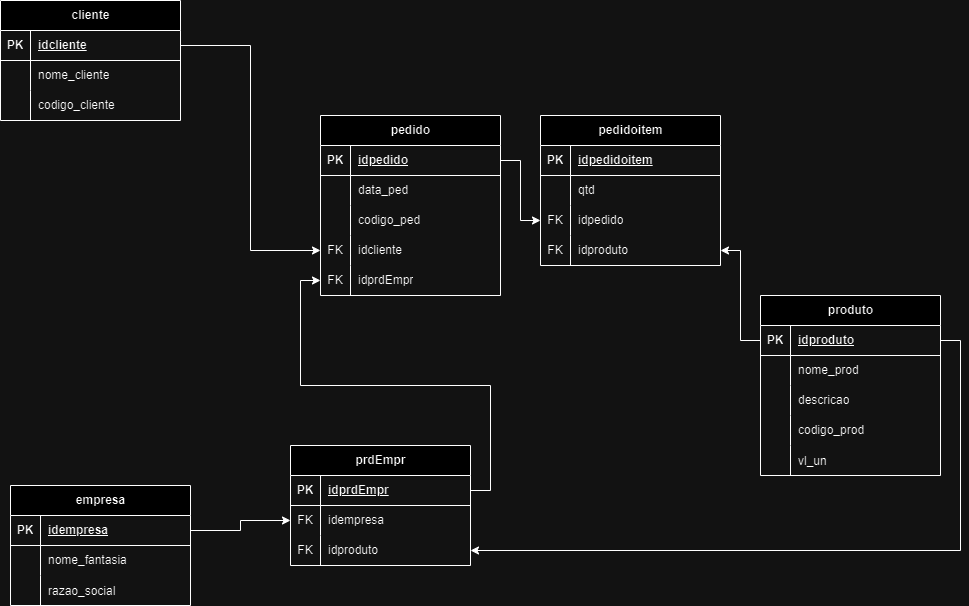 cliente
PK idcliente
nome_cliente
codigo_cliente
pedido
PK idpedido
data_ped
codigo_ped
FK idcliente
FK idprdEmpr
pedidoitem
PK idpedidoitem
qtd
FK idpedido
FK idproduto
produto
PK idproduto
nome_prod
descricao
codigo_prod
vl_un
prdEmpr
PK idprdEmpr
FK idempresa
FK idproduto
empresa
PK idempresa
nome_fantasia
razao_social